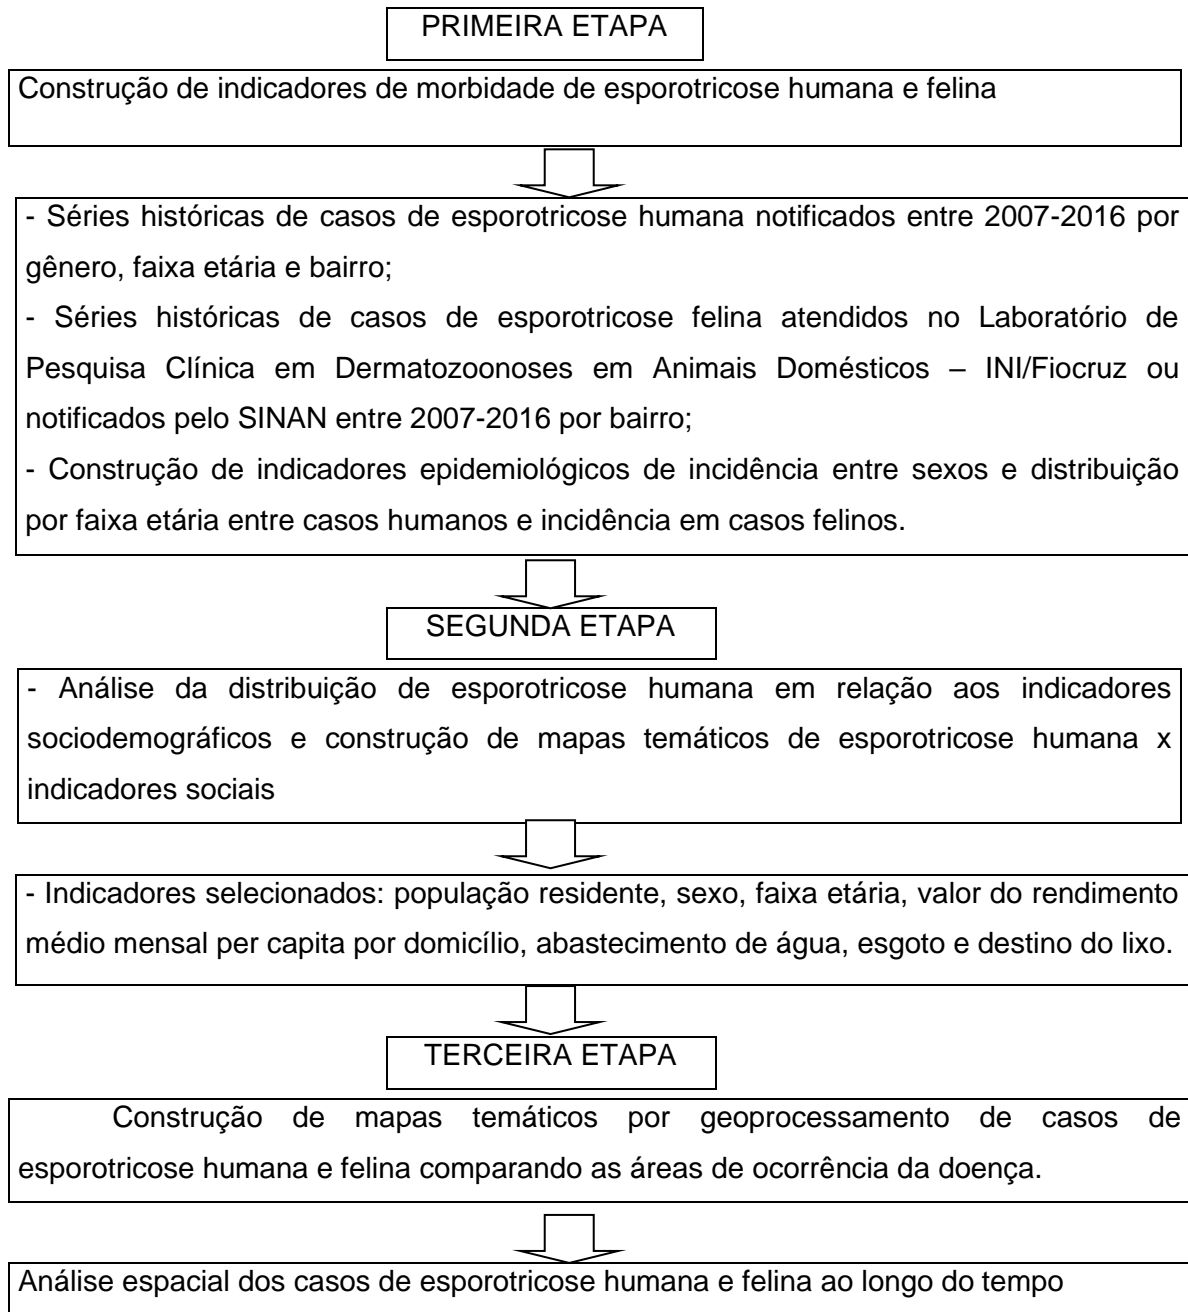 PRIMEIRA ETAPA
Construção de indicadores de morbidade de esporotricose humana e felina
- Séries históricas de casos de esporotricose humana notificados entre 2007-2016 por
gênero, faixa etária e bairro;
- Séries históricas de casos de esporotricose felina atendidos no Laboratório de
Pesquisa Clínica em Dermatozoonoses em Animais Domésticos – INI/Fiocruz ou
notificados pelo SINAN entre 2007-2016 por bairro;
- Construção de indicadores epidemiológicos de incidência entre sexos e distribuição
por faixa etária entre casos humanos e incidência em casos felinos.
SEGUNDA ETAPA
- Análise da distribuição de esporotricose humana em relação aos indicadores
sociodemográficos e construção de mapas temáticos de esporotricose humana x
indicadores sociais
- Indicadores selecionados: população residente, sexo, faixa etária, valor do rendimento
médio mensal per capita por domicílio, abastecimento de água, esgoto e destino do lixo.
TERCEIRA ETAPA
Construção de mapas temáticos por geoprocessamento de casos de
esporotricose humana e felina comparando as áreas de ocorrência da doença.
Análise espacial dos casos de esporotricose humana e felina ao longo do tempo